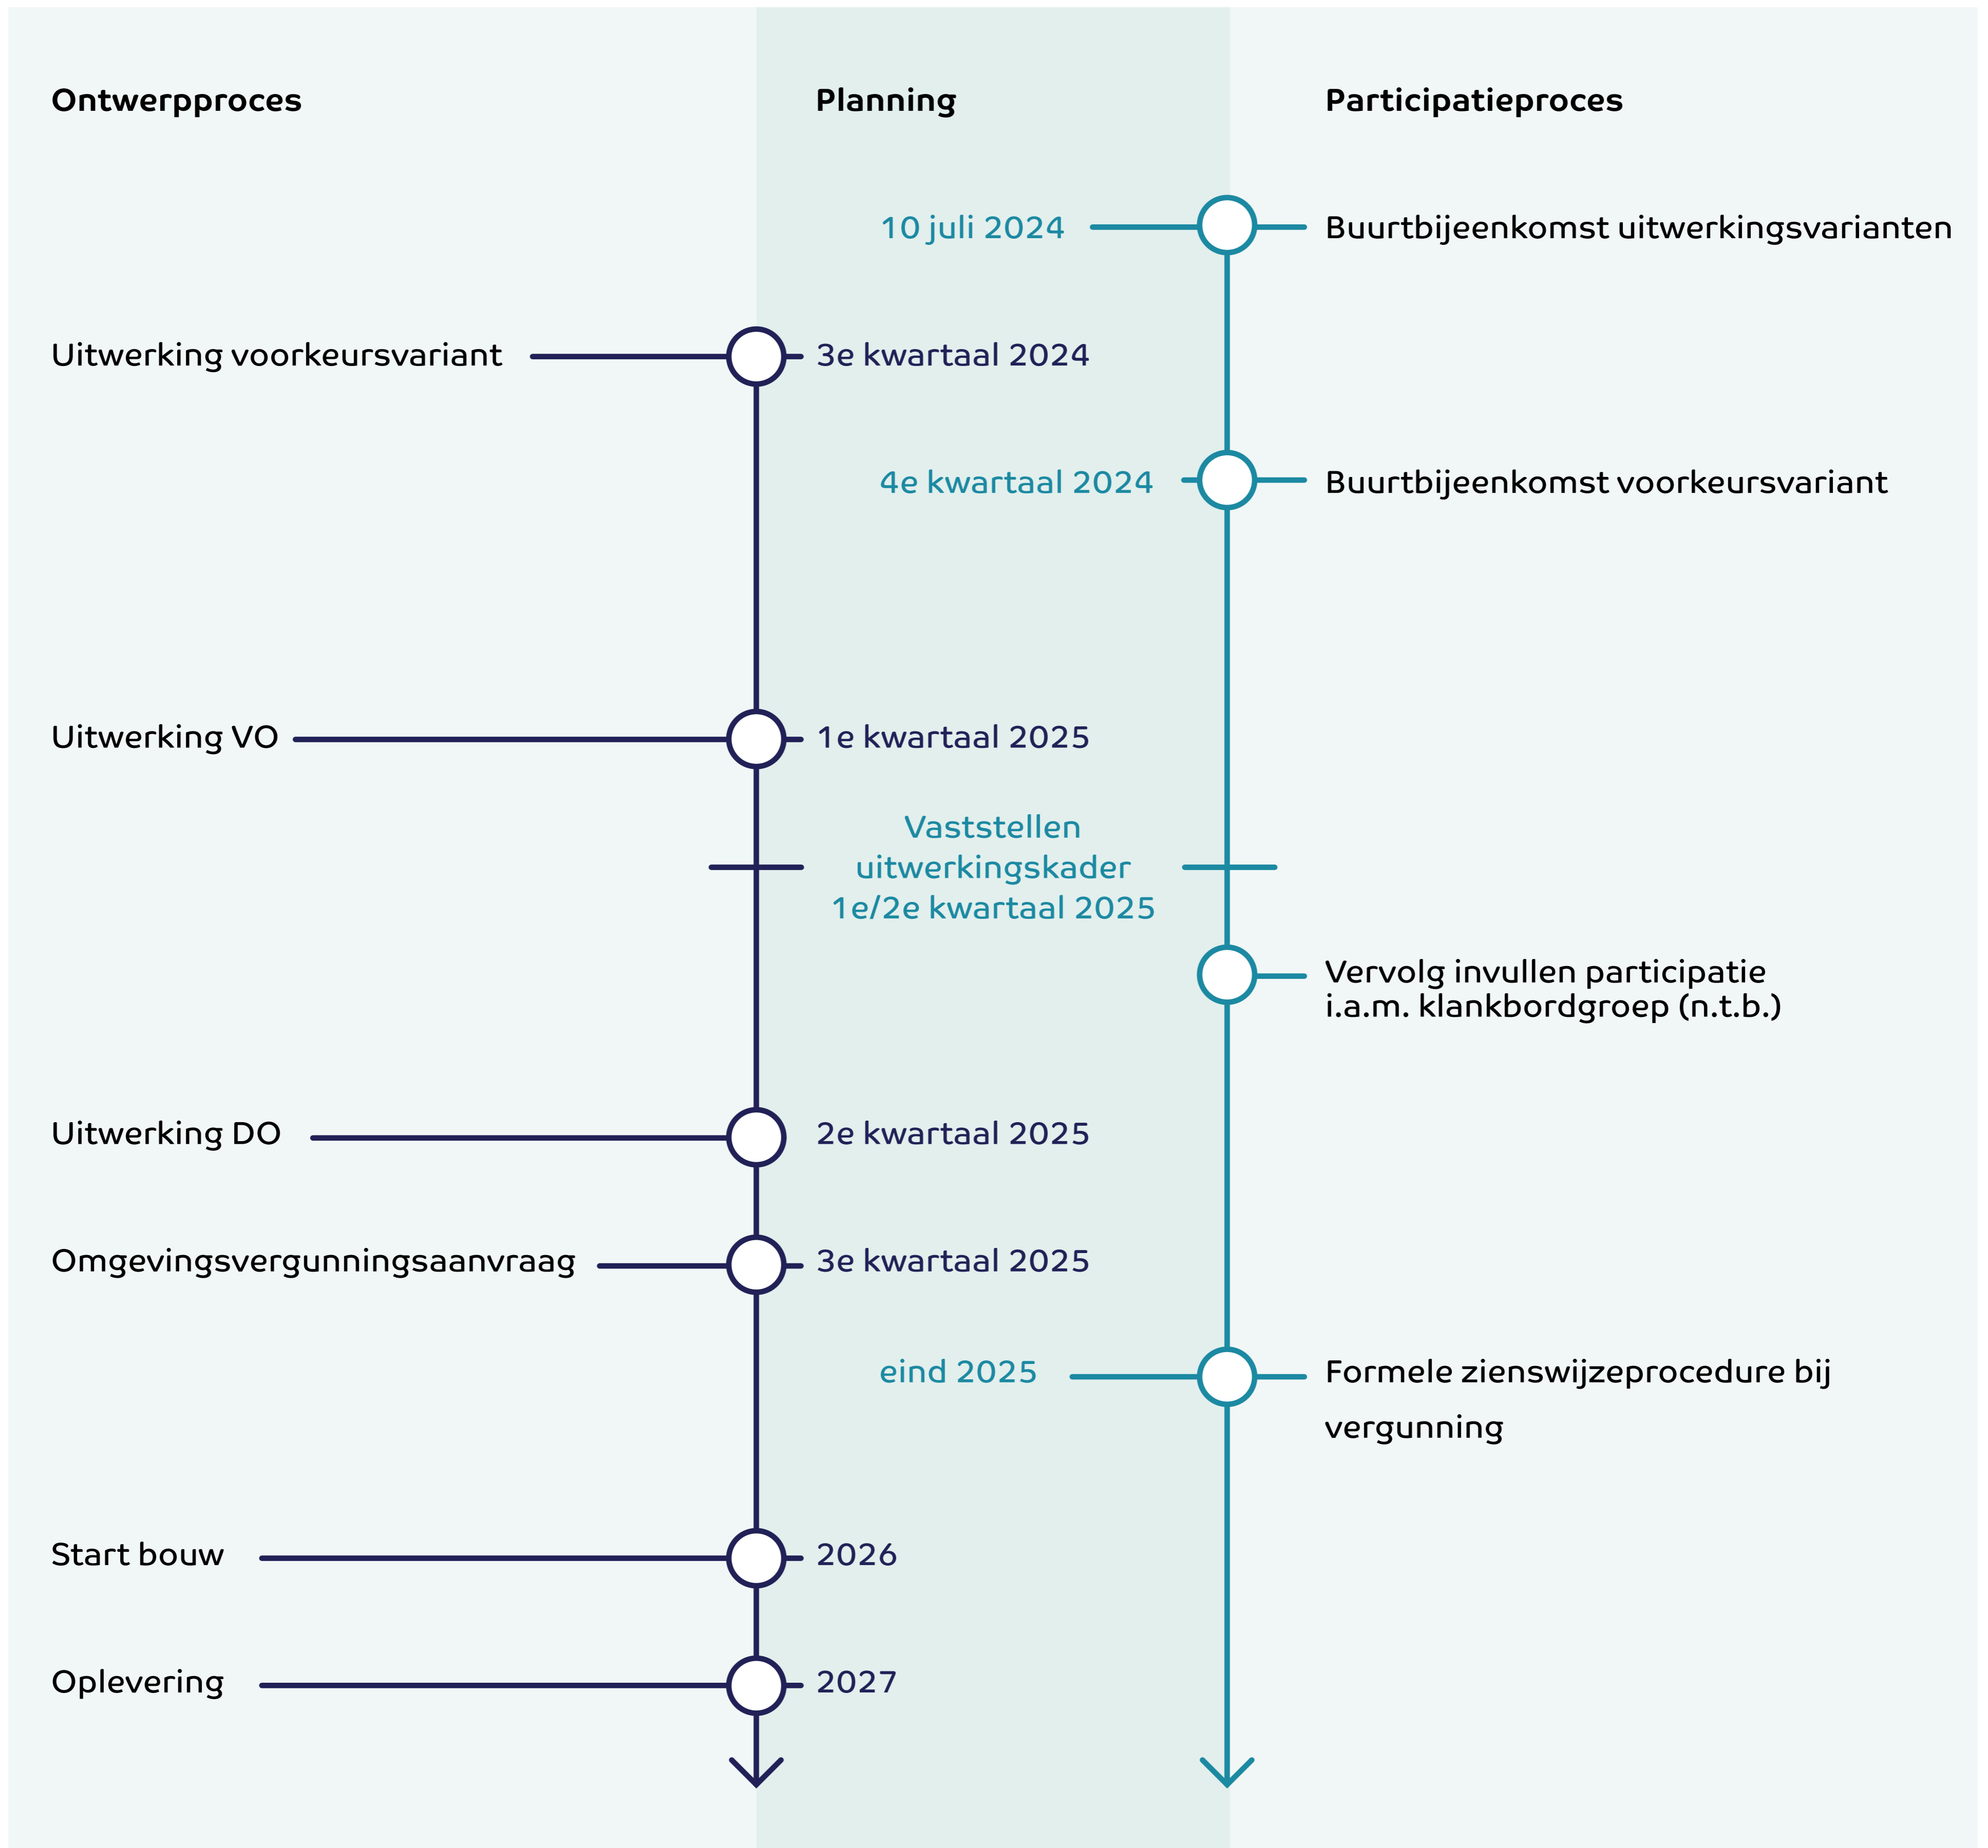 Ontwerpproces
Planning
Participatieproces
10 juli 2024
Buurtbijeenkomst uitwerkingsvarianten
Uitwerking voorkeursvariant
3e kwartaal 2024
4e kwartaal 2024
Buurtbijeenkomst voorkeursvariant
Uitwerking VO
1e kwartaal 2025
Vaststellen
uitwerkingskader
1e/2e kwartaal 2025
Vervolg invullen participatie
i.a.m. klankbordgroep (n.t.b.)
Uitwerking DO
2e kwartaal 2025
Omgevingsvergunningsaanvraag
3e kwartaal 2025
eind 2025
Formele zienswijzeprocedure bij
vergunning
Start bouw
2026
Oplevering
2027